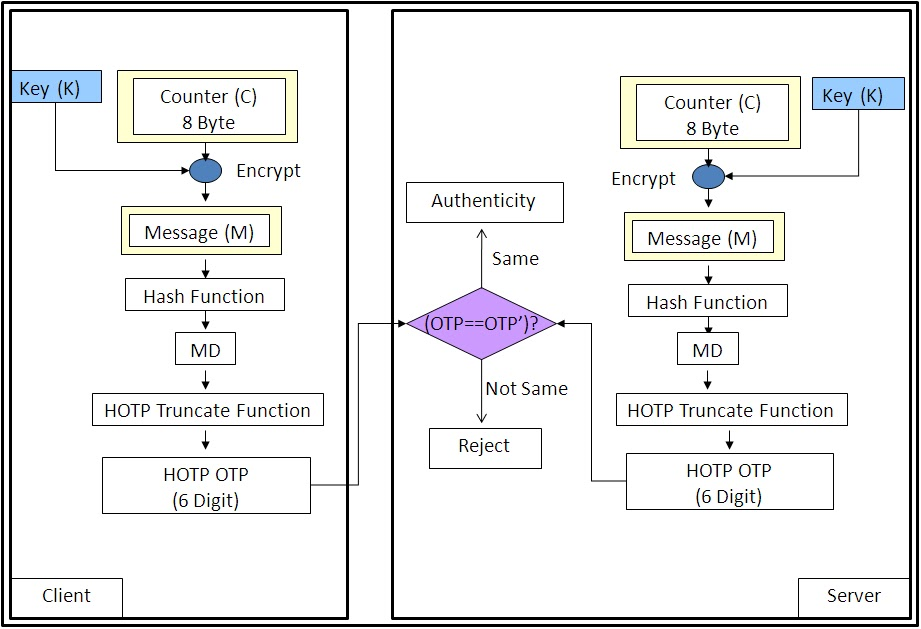 Key (K)
Counter (C)
8 Byte
Encrypt
Message (M)
Hash Function
MD
HOTP Truncate Function
HOTP OTP
(6 Digit)
Client
Authenticity
Same
(OTP==OTP’)?
Not Same
Reject
Counter (C)
8 Byte
Key (K)
Encrypt
Message (M)
Hash Function
MD
HOTP Truncate Function
HOTP OTP
(6 Digit)
Server